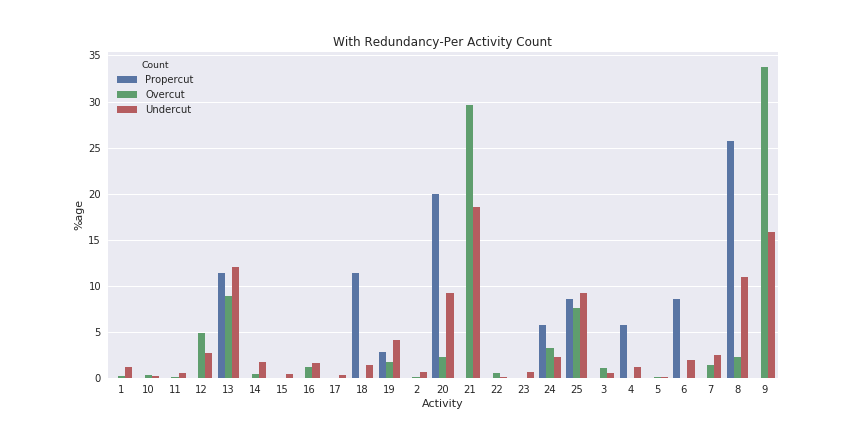 With Redundancy-Per Activity Count
Count
Propercut
Overcut
Undercut
35
30
25
20
15
10
5
0
%age
1 10 11 12 13 14 15 16 17 18 19 2 20 21 22 23 24 25 3 4 5 6 7 8 9
Activity